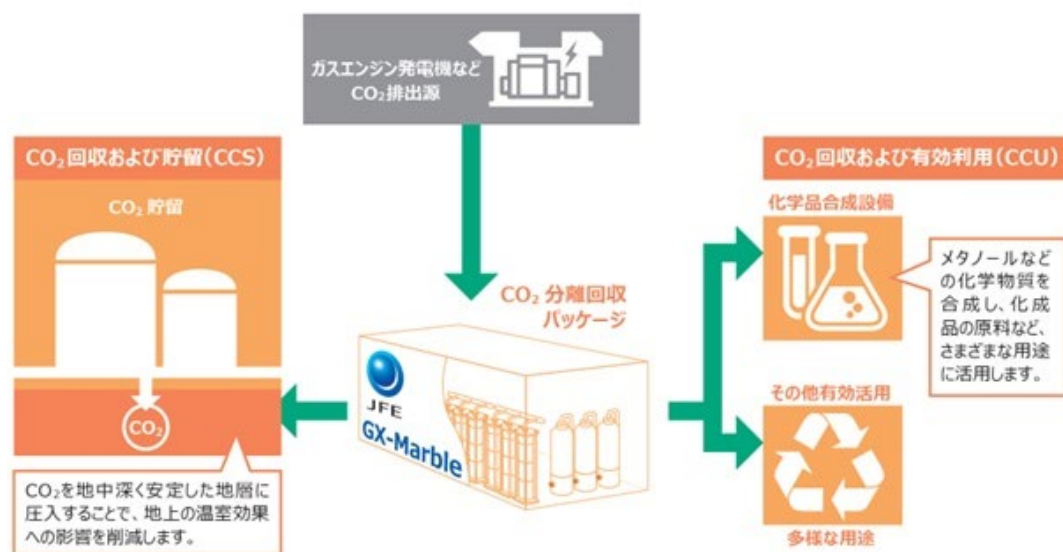 ガスエンジン発電機など
CO₂排出源
CO₂回収および貯留(CCS)
CO₂ 貯留
CO₂
CO₂を地中深く安定した地層に
圧入することで、地上の温室効果
への影響を削減します。
CO₂ 分離回収
パッケージ
JFE
GX-Marble
CO₂回収および有効利用(CCU)
化学品合成設備
メタノールなど
の化学物質を
合成し、化成
品の原料など、
さまざまな用途
に活用します。
その他有効活用
多様な用途